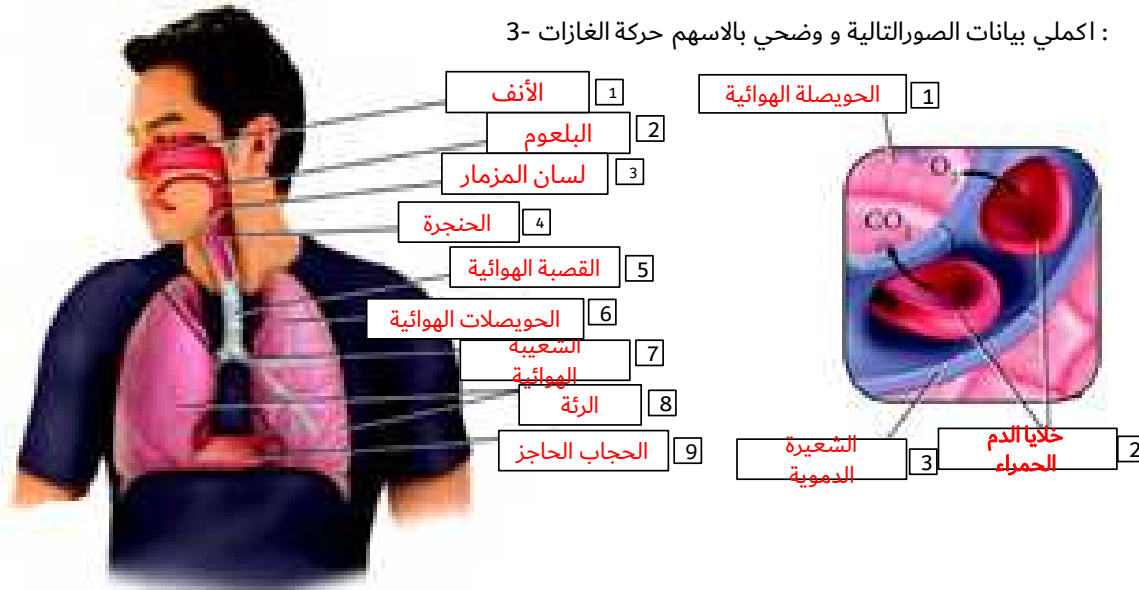 3- اكملي بيانات الصورالتالية و وضحي بالاسهم حركة الغازات :
الأنف 1
البلعوم 2
لسان المزمار 3
الحنجرة 4
القصبة الهوائية 5
الحويصلات الهوائية 6
الشعيبة
الهوائية 7
الرئة 8
الحجاب الحاجز 9
الحويصلة الهوائية 1
O2
CO2
خلايا الدم
الحمراء 2
الشعيرة
الدموية 3